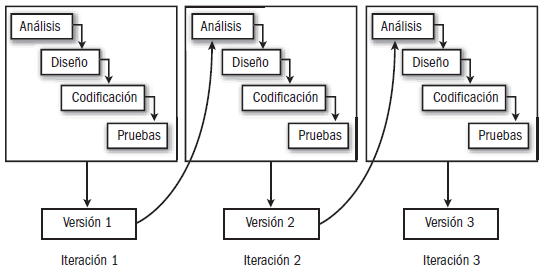 Análisis
Diseño
Codificación
Pruebas
Análisis
Diseño
Codificación
Pruebas
Análisis
Diseño
Codificación
Pruebas
Versión 1
Versión 2
Versión 3
Iteración 1
Iteración 2
Iteración 3